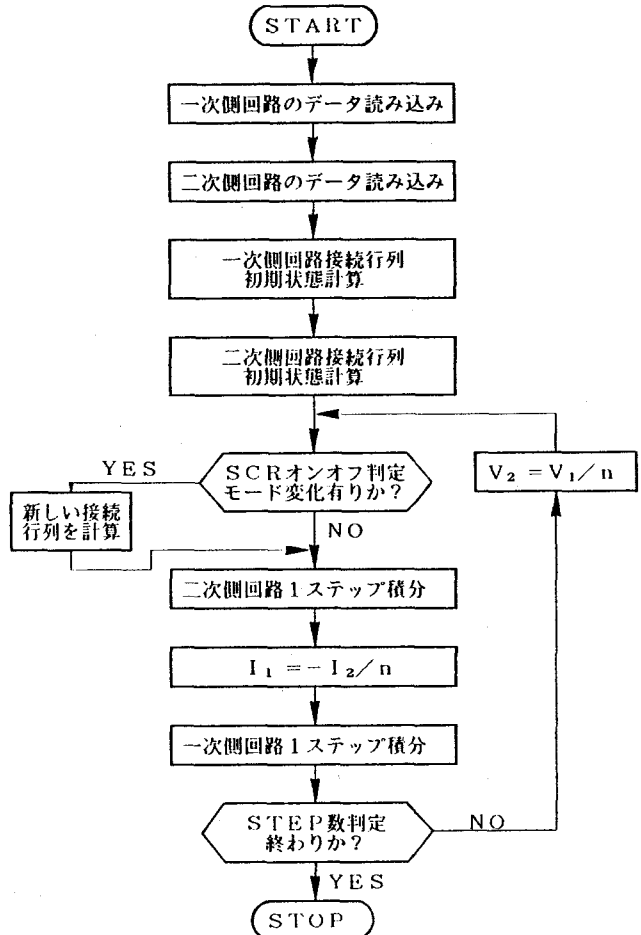 START
一次側回路のデータ読み込み
二次側回路のデータ読み込み
一次側回路接続行列
初期状態計算
二次側回路接続行列
初期状態計算
YES
SCRオンオフ判定
モード変化有りか?
V₂=V₁/n
新しい接続
行列を計算
NO
二次側回路1ステップ積分
I₁=-I₂/n
一次側回路1ステップ積分
STEP数判定
終わりか?
NO
YES
STOP